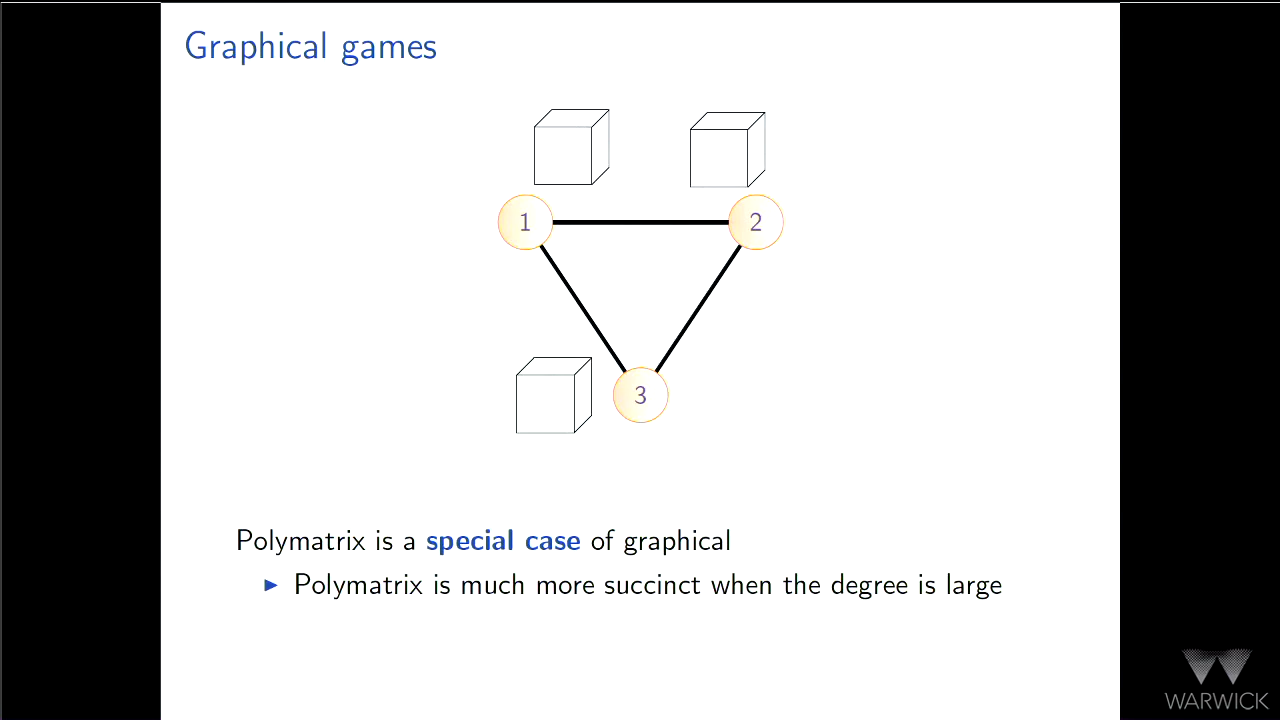 Graphical games
1
2
3
Polymatrix is a special case of graphical
Polymatrix is much more succinct when the degree is large
WARWICK